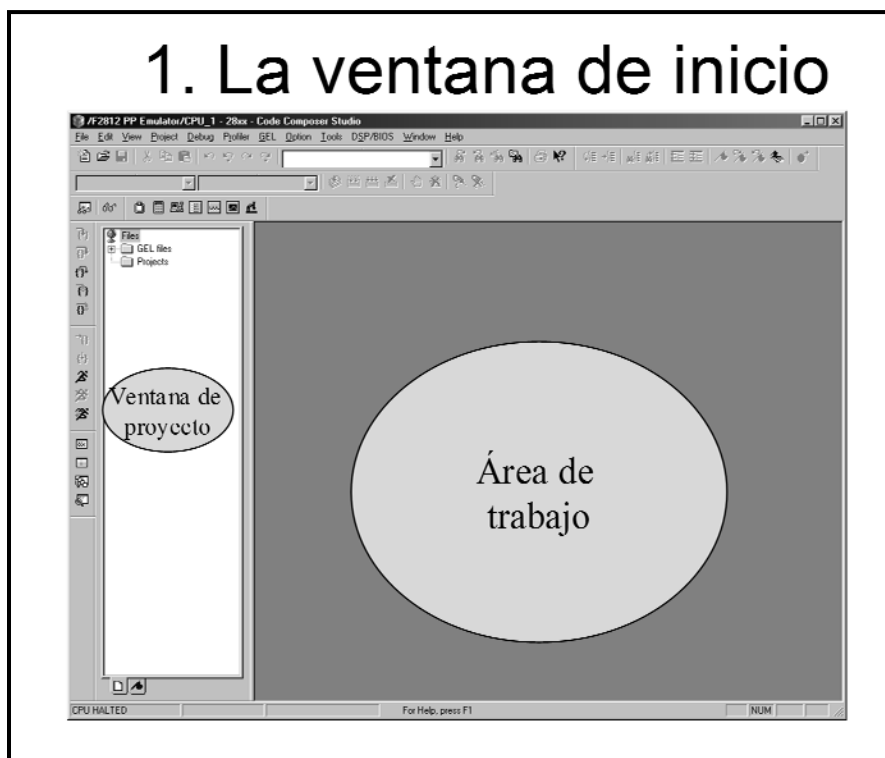 1. La ventana de inicio
/F2812 PP Emulator/CPU_1 - 28xx - Code Composer Studio
File Edit View Project Debug Profiler GEL Option Tools DSP/BIOS Window Help
Files
GEL files
Projects
Ventana de
proyecto
Área de
trabajo
CPU HALTED
For Help, press F1
NUM